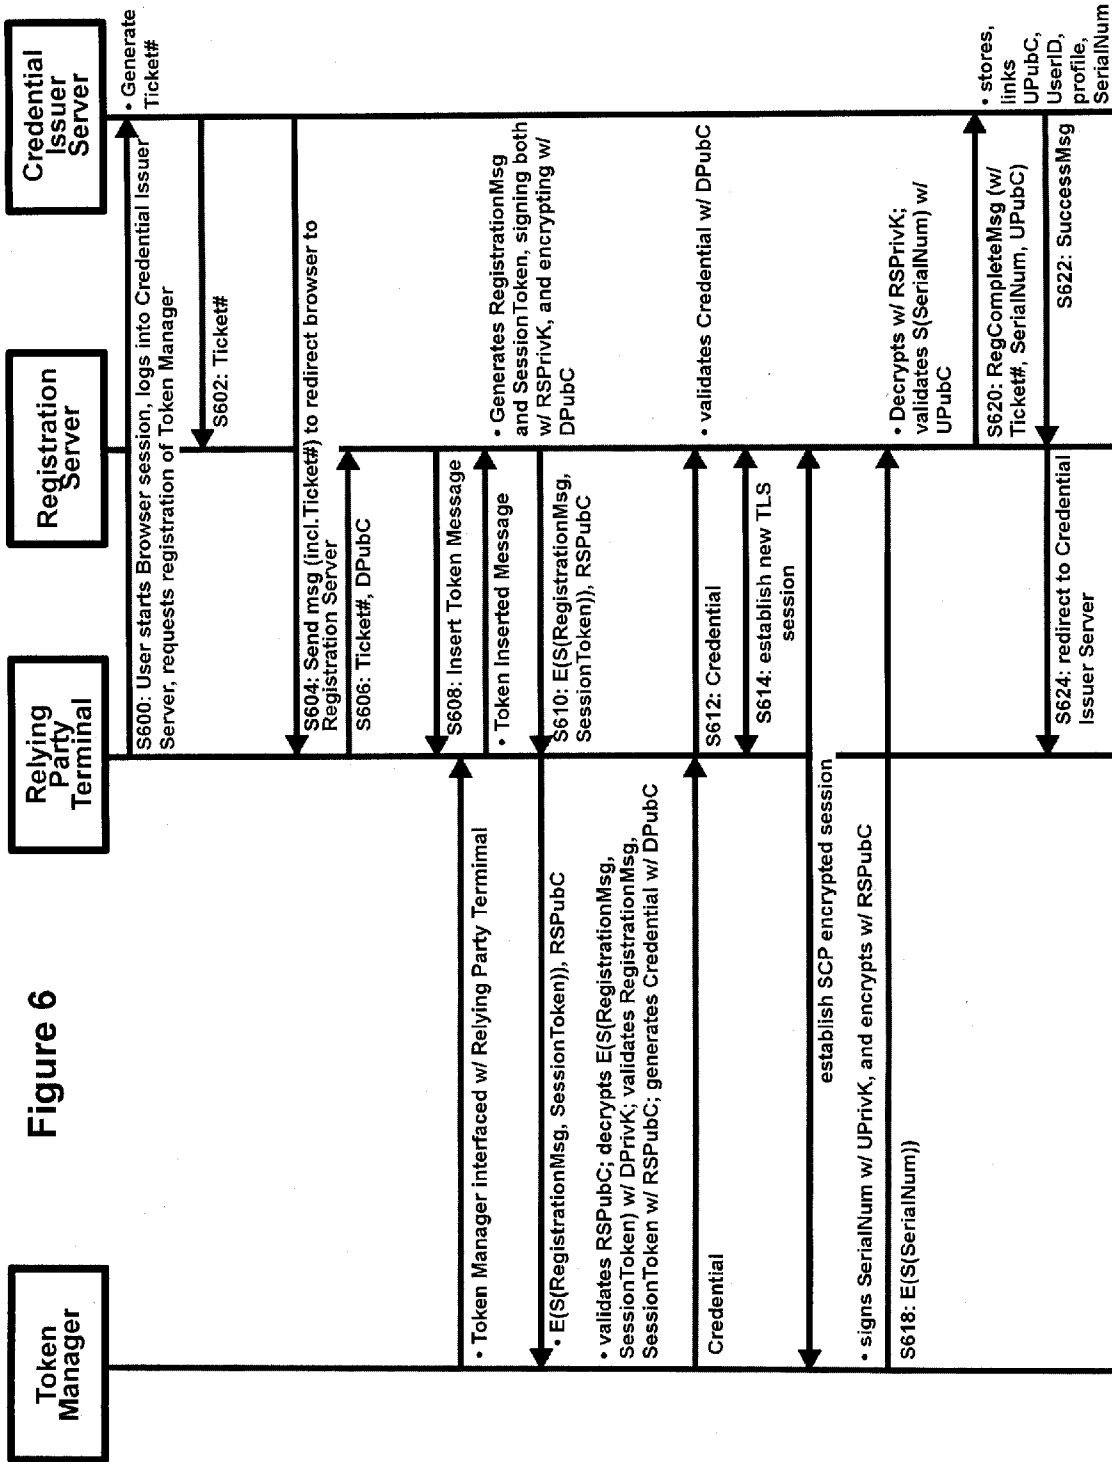 Figure 6
Token
Manager
Relying
Party
Terminal
Registration
Server
Credential
Issuer
Server
S600: User starts Browser session, logs into Credential Issuer
Server, requests registration of Token Manager
• Generate
Ticket#
S602: Ticket#
S604: Send msg (incl.Ticket#) to redirect browser to
Registration Server
S606: Ticket#, DPubC
S608: Insert Token Message
• Token Manager interfaced w/ Relying Party Termimal
• Token Inserted Message
• Generates RegistrationMsg
and SessionToken, signing both
w/ RSPrivK, and encrypting w/
DPubC
S610: E(S(RegistrationMsg,
SessionToken)), RSPubC
• E(S(RegistrationMsg, SessionToken)), RSPubC
• validates RSPubC; decrypts E(S(RegistrationMsg,
SessionToken) w/ DPrivK; validates RegistrationMsg,
SessionToken w/ RSPubC; generates Credential w/ DPubC
Credential
S612: Credential
• validates Credential w/ DPubC
S614: establish new TLS
session
establish SCP encrypted session
• signs SerialNum w/ UPrivK, and encrypts w/ RSPubC
S618: E(S(SerialNum))
• Decrypts w/ RSPrivK;
validates S(SerialNum) w/
UPubC
S620: RegCompleteMsg (w/
Ticket#, SerialNum, UPubC)
• stores,
links
UPubC,
UserID,
profile,
SerialNum
S622: SuccessMsg
S624: redirect to Credential
Issuer Server